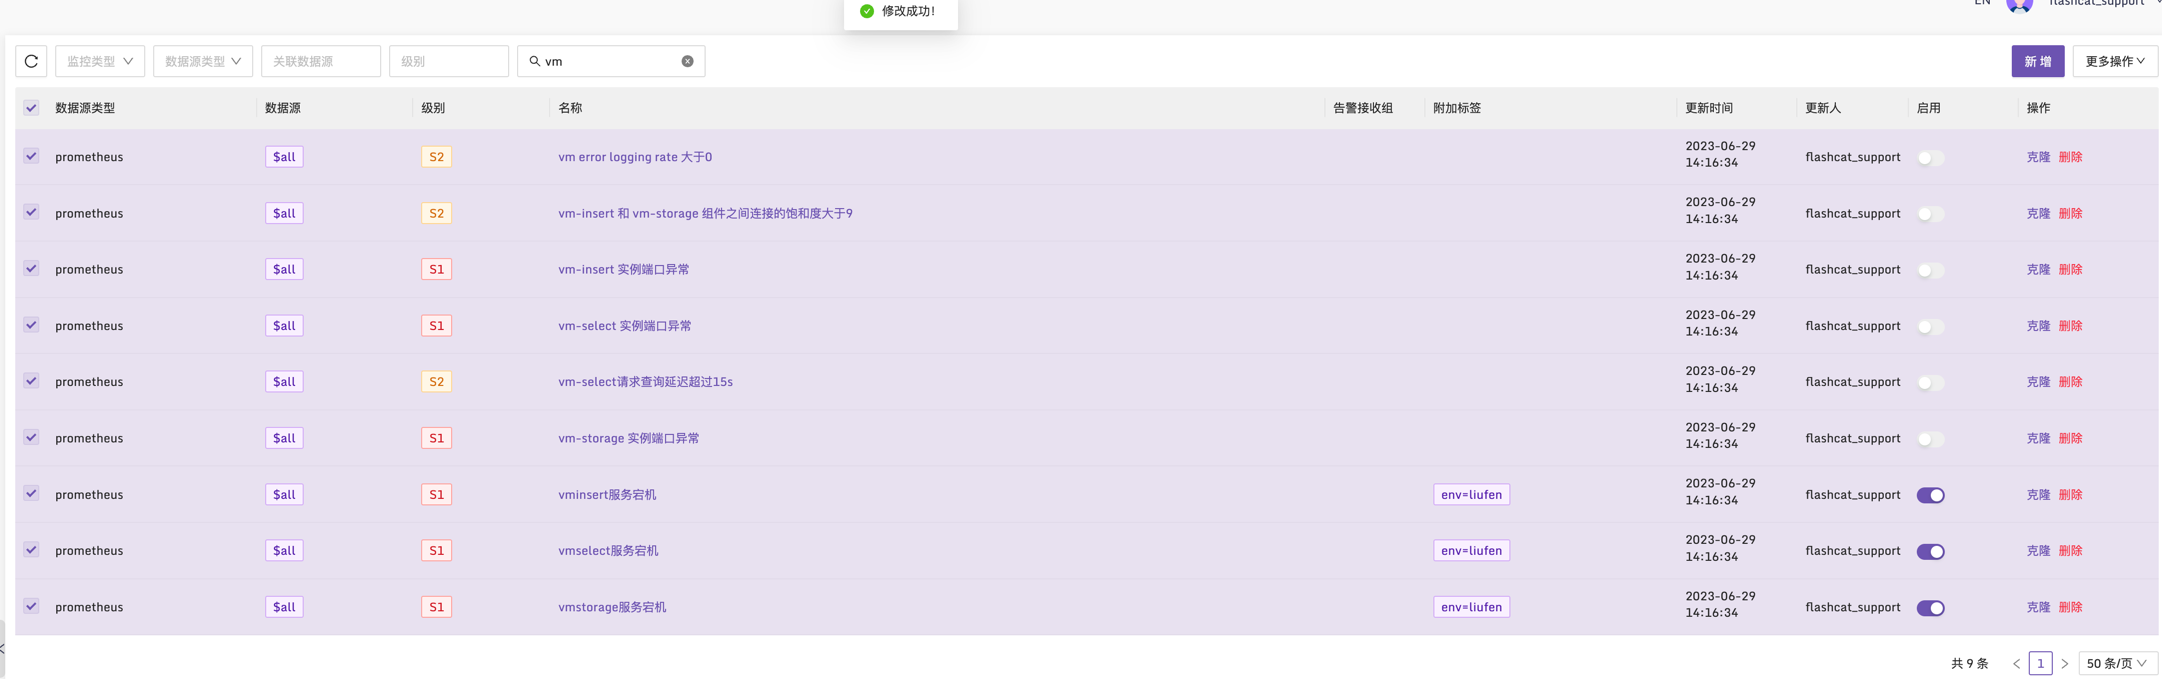 修改成功!
EN flashcat_support
监控类型 数据源类型 关联数据源 级别 vm 新 增 更多操作
数据源类型 数据源 级别 名称 告警接收组 附加标签 更新时间 更新人 启用 操作
prometheus $all S2 vm error logging rate 大于0 2023-06-29 14:16:34 flashcat_support 克隆 删除
prometheus $all S2 vm-insert 和 vm-storage 组件之间连接的饱和度大于9 2023-06-29 14:16:34 flashcat_support 克隆 删除
prometheus $all S1 vm-insert 实例端口异常 2023-06-29 14:16:34 flashcat_support 克隆 删除
prometheus $all S1 vm-select 实例端口异常 2023-06-29 14:16:34 flashcat_support 克隆 删除
prometheus $all S2 vm-select请求查询延迟超过15s 2023-06-29 14:16:34 flashcat_support 克隆 删除
prometheus $all S1 vm-storage 实例端口异常 2023-06-29 14:16:34 flashcat_support 克隆 删除
prometheus $all S1 vminsert服务宕机 env=liufen 2023-06-29 14:16:34 flashcat_support 克隆 删除
prometheus $all S1 vmselect服务宕机 env=liufen 2023-06-29 14:16:34 flashcat_support 克隆 删除
prometheus $all S1 vmstorage服务宕机 env=liufen 2023-06-29 14:16:34 flashcat_support 克隆 删除
共 9 条 < 1 > 50 条/页